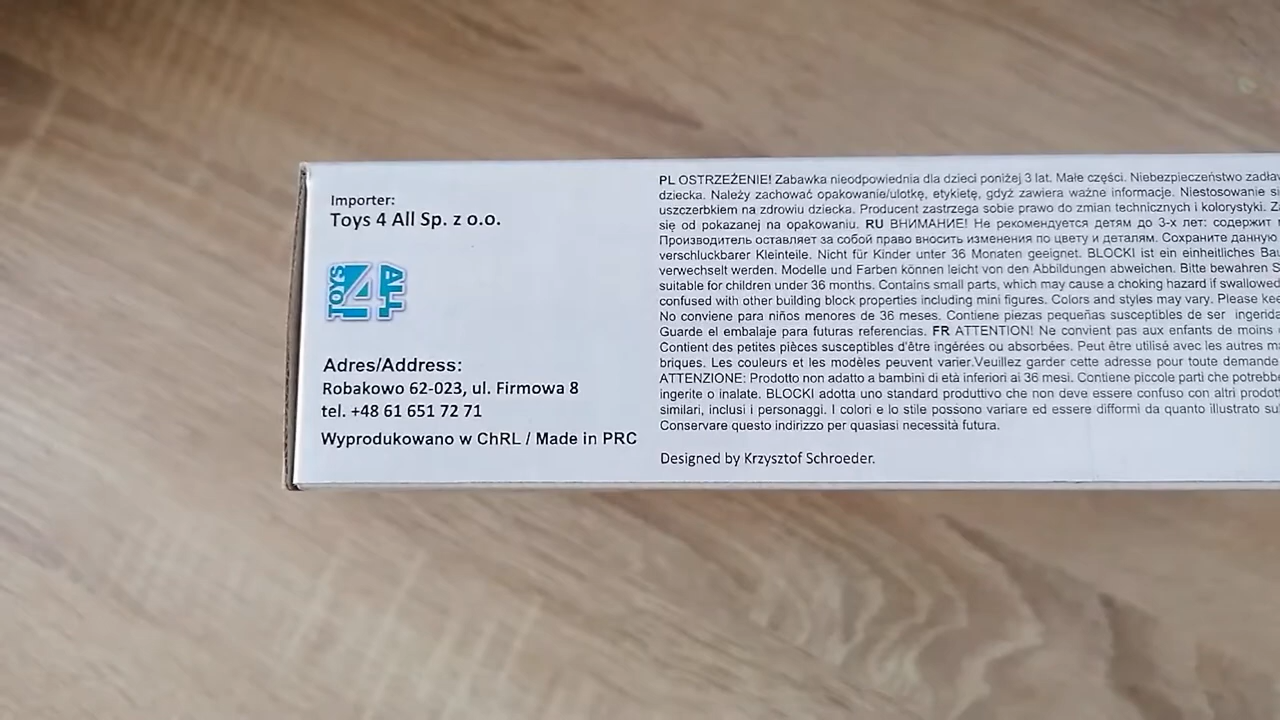 Importer:
Toys 4 All Sp. z o.o.
TOYS 4 ALL
Adres/Address:
Robakowo 62-023, ul. Firmowa 8
tel. +48 61 651 72 71
Wyprodukowano w ChRL / Made in PRC
PL OSTRZEŻENIE! Zabawka nieodpowiednia dla dzieci poniżej 3 lat. Małe części. Niebezpieczeństwo
dziecka. Należy zachować opakowanie/ulotkę, etykietę, gdyż zawiera ważne informacje. Niestosowanie
uszczerbkiem na zdrowiu dziecka. Producent zastrzega sobie prawo do zmian technicznych i kolorystyki.
się od pokazanej na opakowaniu. RU ВНИМАНИЕ! Не рекомендуется детям до 3-х лет: содержит
Производитель оставляет за собой право вносить изменения по цвету и деталям. Сохраните данную
verschluckbarer Kleinteile. Nicht für Kinder unter 36 Monaten geeignet. BLOCKI ist ein einheitliches
verwechselt werden. Modelle und Farben können leicht von den Abbildungen abweichen. Bitte bewahren
suitable for children under 36 months. Contains small parts, which may cause a choking hazard if swallowed
confused with other building block properties including mini figures. Colors and styles may vary. Please
No conviene para niños menores de 36 meses. Contiene piezas pequeñas susceptibles de ser
Guarde el embalaje para futuras referencias. FR ATTENTION! Ne convient pas aux enfants de moins
Contient des petites pièces susceptibles d'être ingérées ou absorbées. Peut être utilisé avec les autres
briques. Les couleurs et les modèles peuvent varier.Veuillez garder cette adresse pour toute
ATTENZIONE: Prodotto non adatto a bambini di età inferiori ai 36 mesi. Contiene piccole parti che
ingerite o inalate. BLOCKI adotta uno standard produttivo che non deve essere confuso con altri
similari, inclusi i personaggi. I colori e lo stile possono variare ed essere difformi da quanto illustrato
Conservare questo indirizzo per quasiasi necessità futura.
Designed by Krzysztof Schroeder.